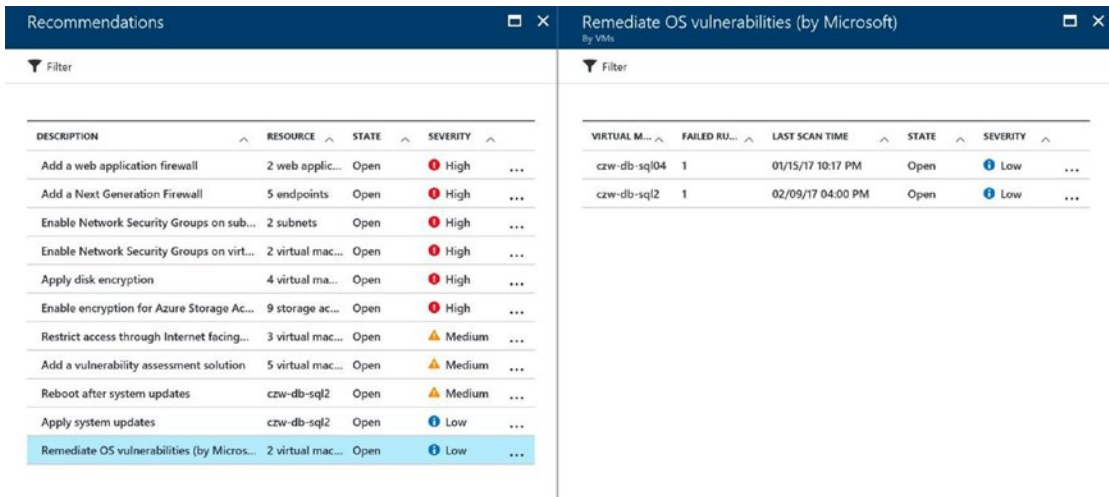 Recommendations
Filter
DESCRIPTION RESOURCE STATE SEVERITY
Add a web application firewall 2 web applic... Open High ...
Add a Next Generation Firewall 5 endpoints Open High ...
Enable Network Security Groups on sub... 2 subnets Open High ...
Enable Network Security Groups on virt... 2 virtual mac... Open High ...
Apply disk encryption 4 virtual ma... Open High ...
Enable encryption for Azure Storage Ac... 9 storage ac... Open High ...
Restrict access through Internet facing... 3 virtual mac... Open Medium ...
Add a vulnerability assessment solution 5 virtual mac... Open Medium ...
Reboot after system updates czw-db-sql2 Open Medium ...
Apply system updates czw-db-sql2 Open Low ...
Remediate OS vulnerabilities (by Micros... 2 virtual mac... Open Low ...
Remediate OS vulnerabilities (by Microsoft)
By VMs
Filter
VIRTUAL M... FAILED RU... LAST SCAN TIME STATE SEVERITY
czw-db-sql04 1 01/15/17 10:17 PM Open Low ...
czw-db-sql2 1 02/09/17 04:00 PM Open Low ...